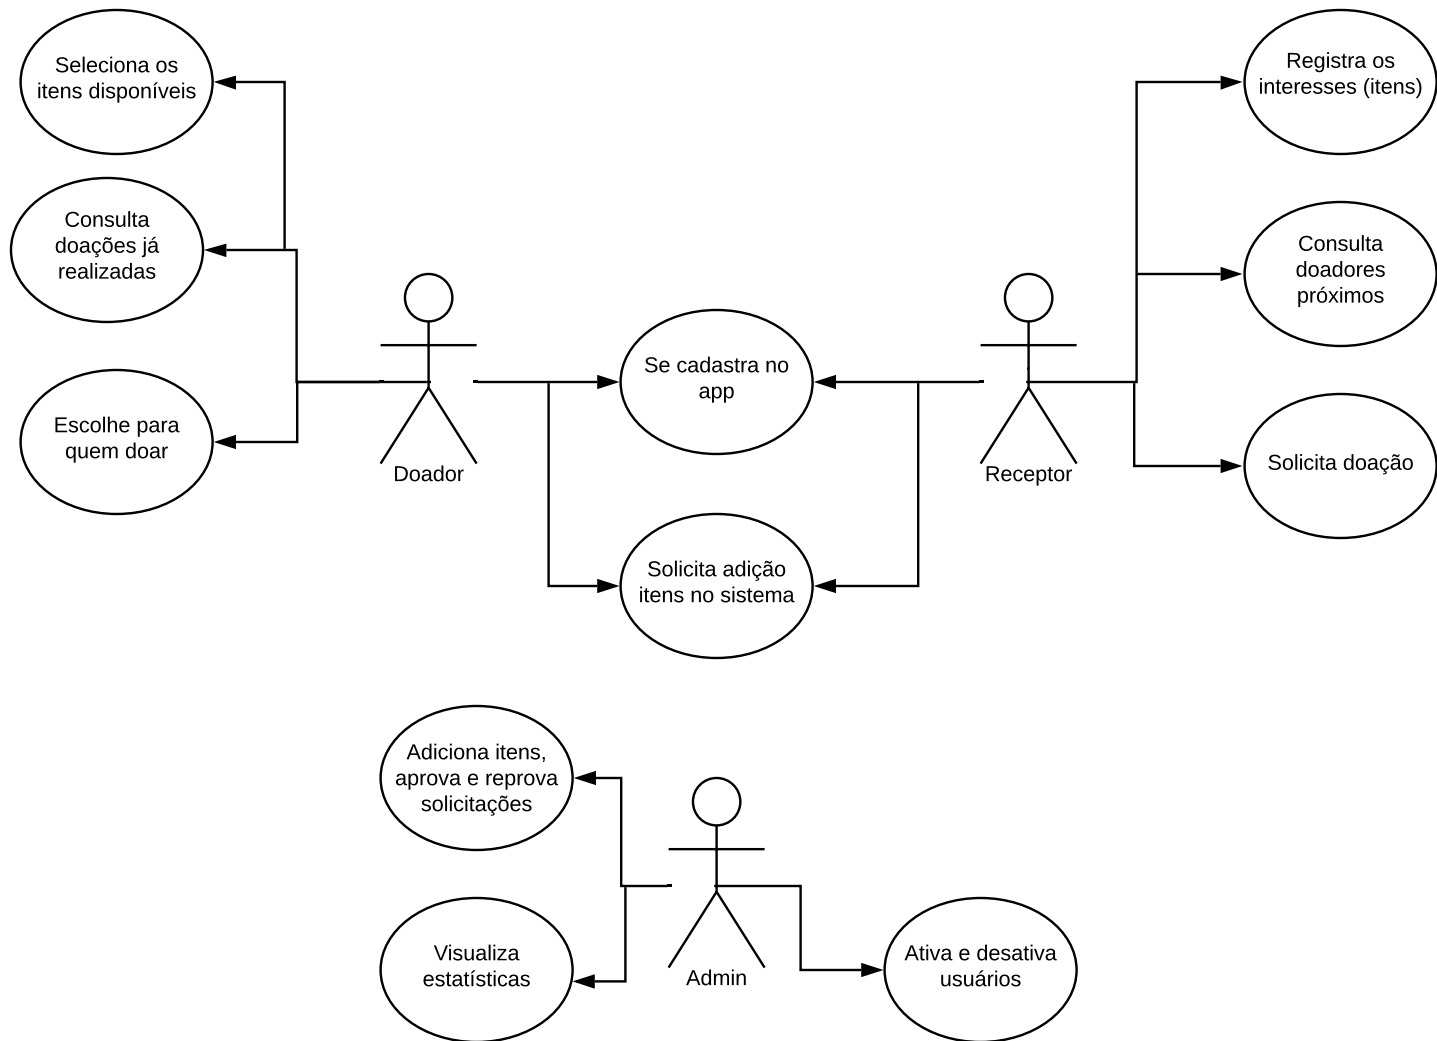 Seleciona os
itens disponíveis
Registra os
interesses (itens)
Consulta
doações já
realizadas
Consulta
doadores
próximos
Se cadastra no
app
Escolhe para
quem doar
Doador
Receptor
Solicita doação
Solicita adição
itens no sistema
Adiciona itens,
aprova e reprova
solicitações
Visualiza
estatísticas
Admin
Ativa e desativa
usuários